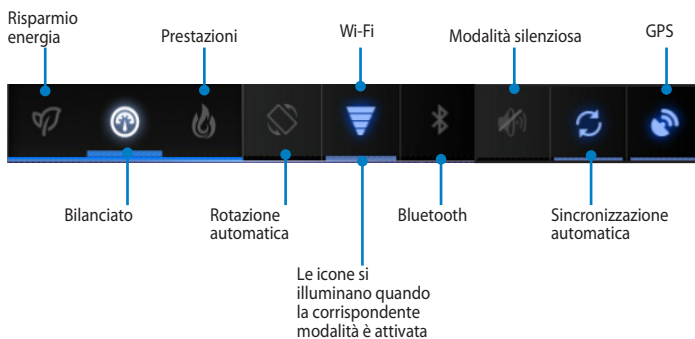 Risparmio
energia
Prestazioni
Wi-Fi
Modalità silenziosa
GPS
Bilanciato
Rotazione
automatica
Bluetooth
Sincronizzazione
automatica
Le icone si
illuminano quando
la corrispondente
modalità è attivata